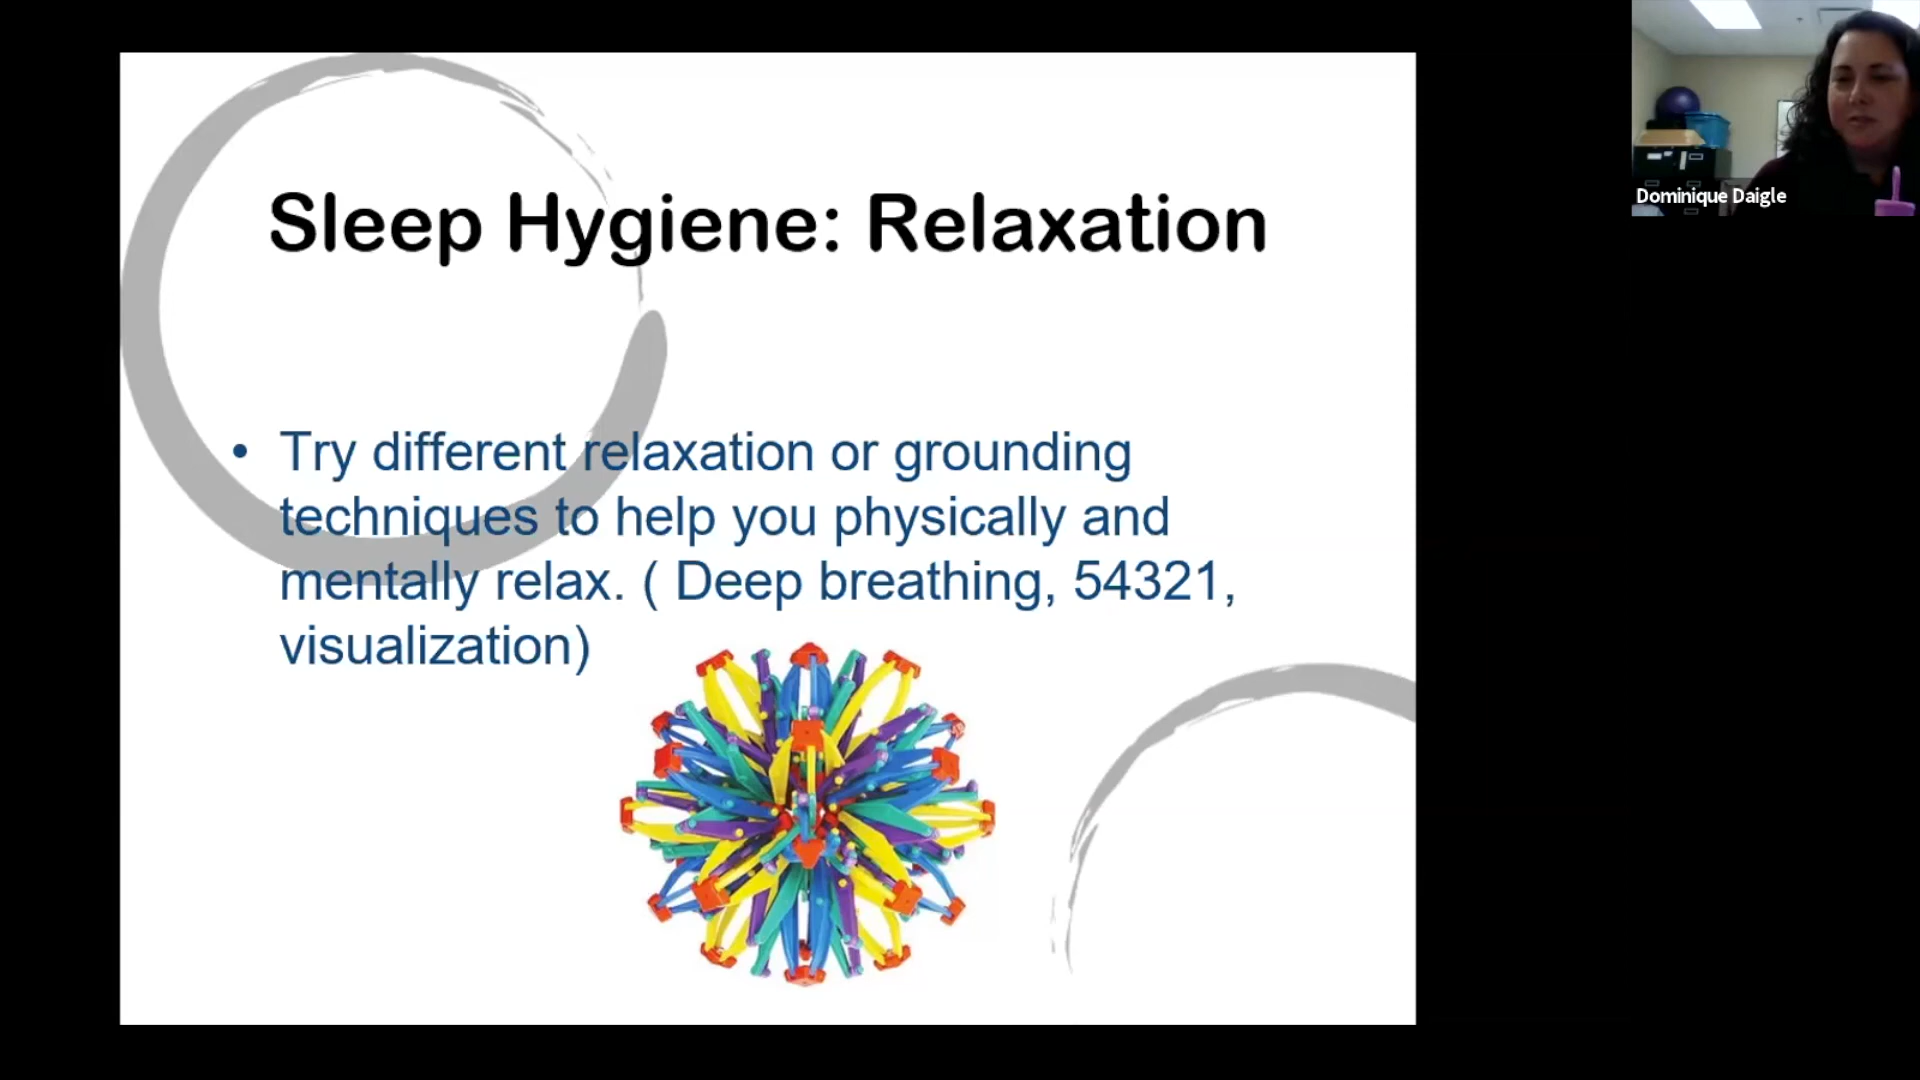 Sleep Hygiene: Relaxation
• Try different relaxation or grounding
techniques to help you physically and
mentally relax. ( Deep breathing, 54321,
visualization)
Dominique Daigle